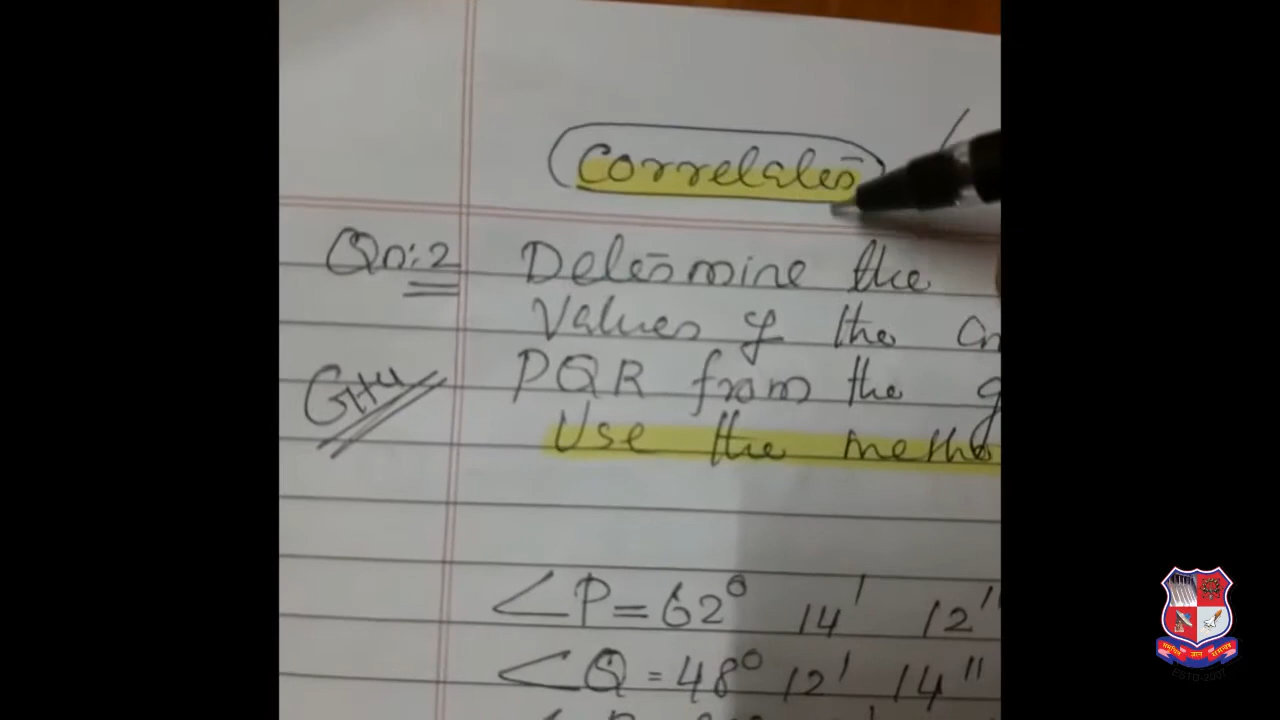 Correlates
Qn:2 Determine the
Values of the
PQR from the
GTU
Use the
∠P = 62° 14' 12"
∠Q = 48° 12' 14"